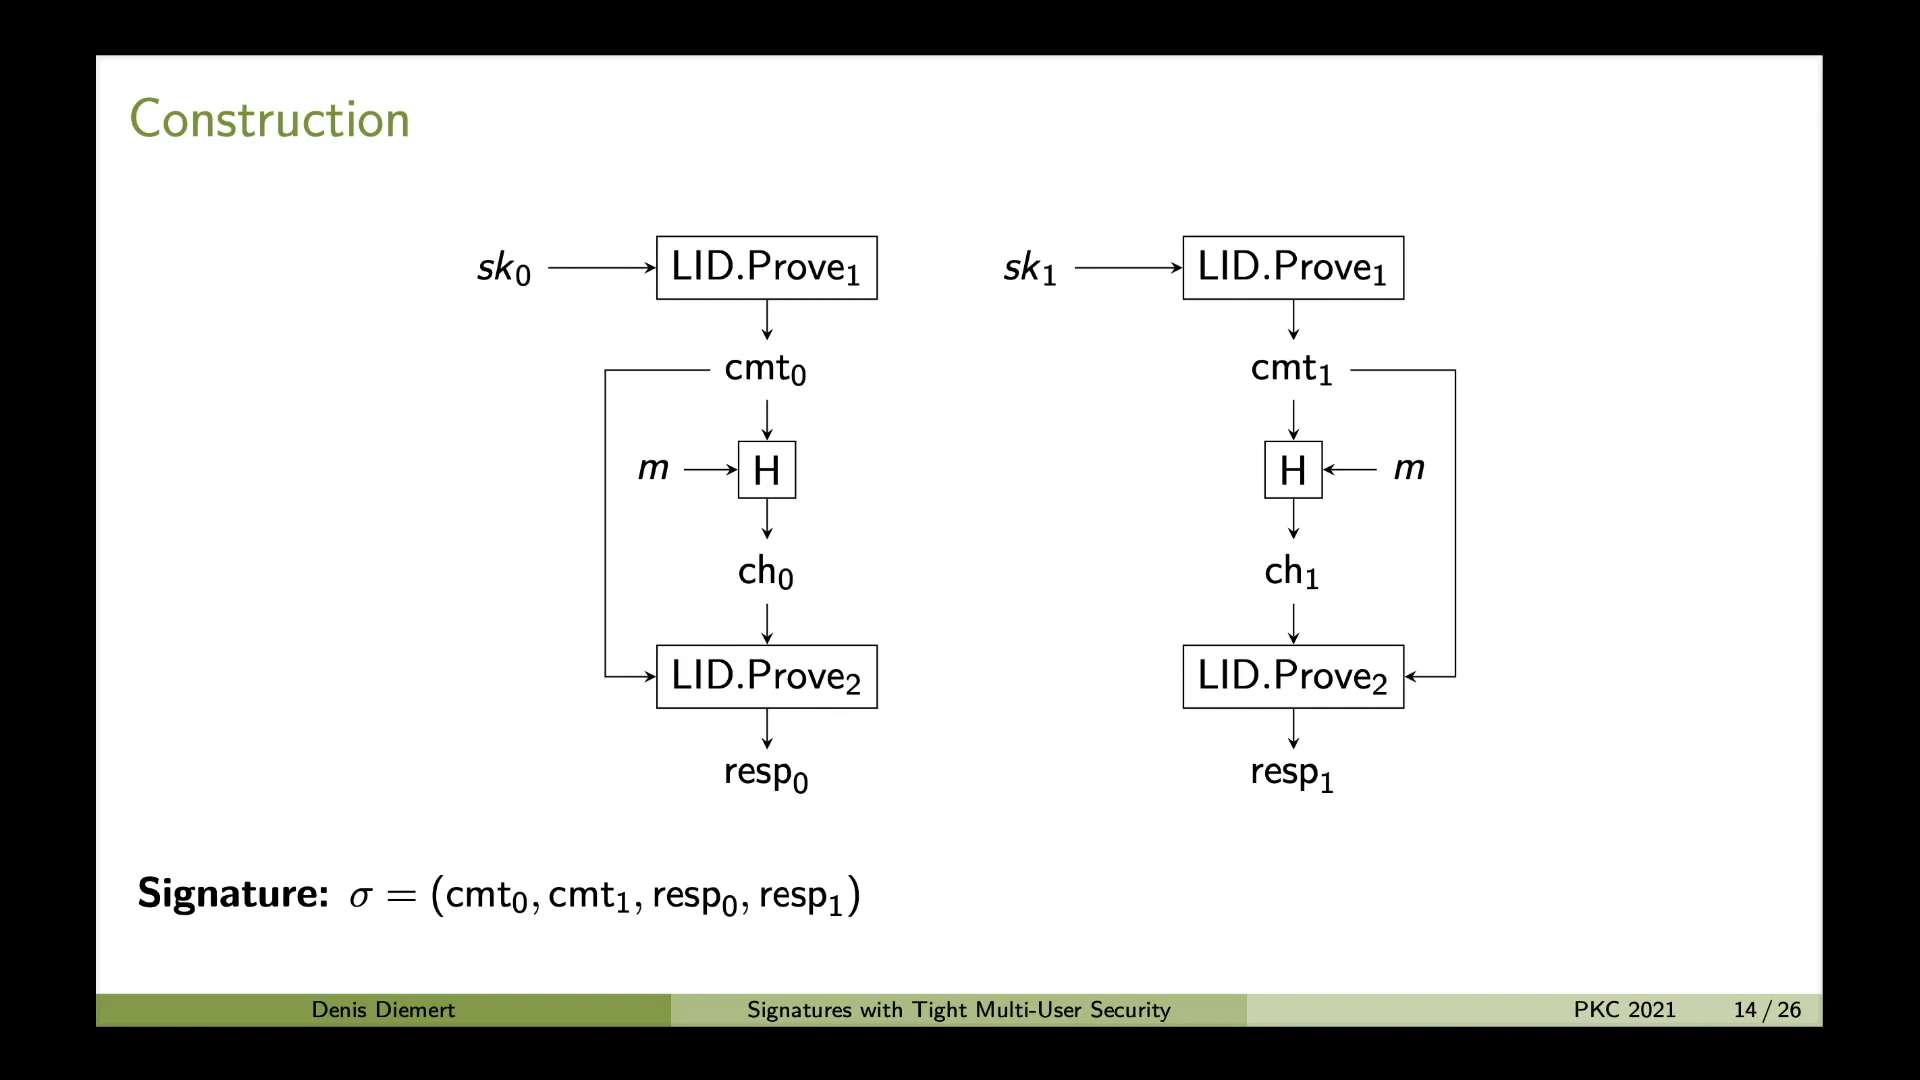 Construction
sk₀ LID.Prove₁ sk₁ LID.Prove₁
cmt₀ cmt₁
m H H m
ch₀ ch₁
LID.Prove₂ LID.Prove₂
resp₀ resp₁
Signature: σ = (cmt₀, cmt₁, resp₀, resp₁)
Denis Diemert Signatures with Tight Multi-User Security PKC 2021 14 / 26